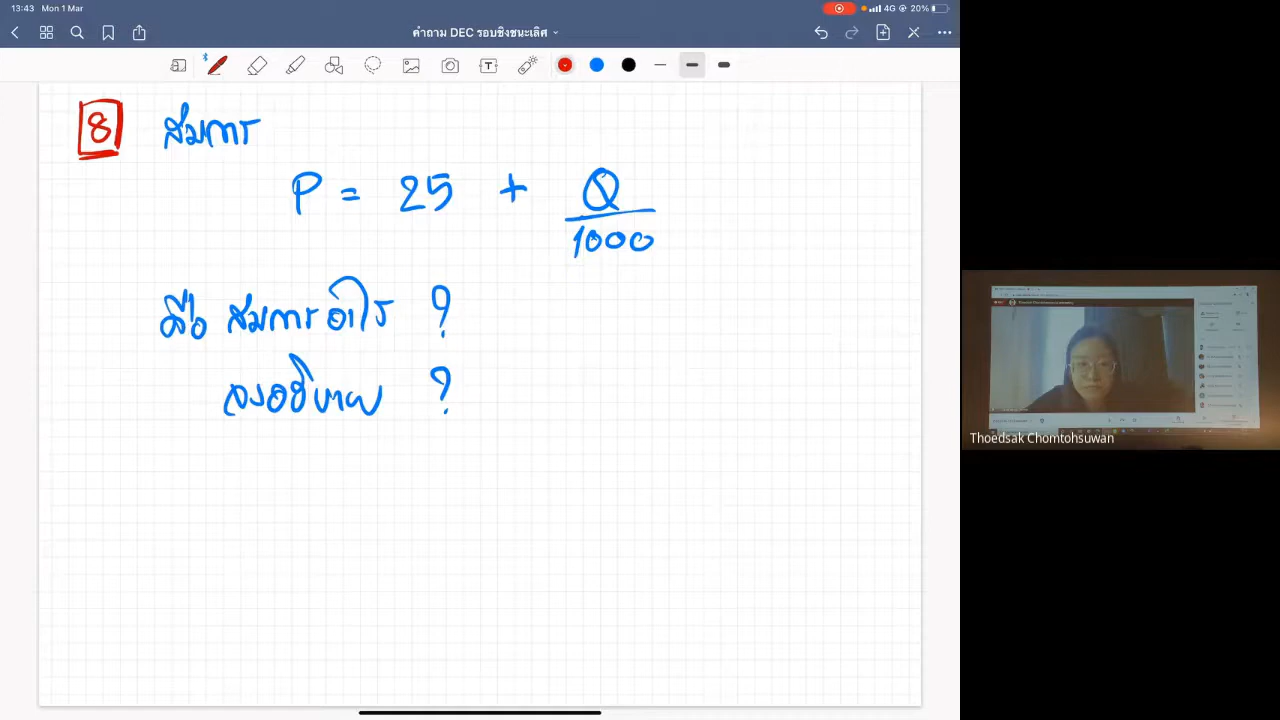 13:43 Mon 1 Mar
4G 20%
คำถาม DEC รอบชิงชนะเลิศ
8 สมการ
P = 25 + Q
1000
คือ สมการอะไร ?
จงอธิบาย ?
Thoedsak Chomtohsuwan